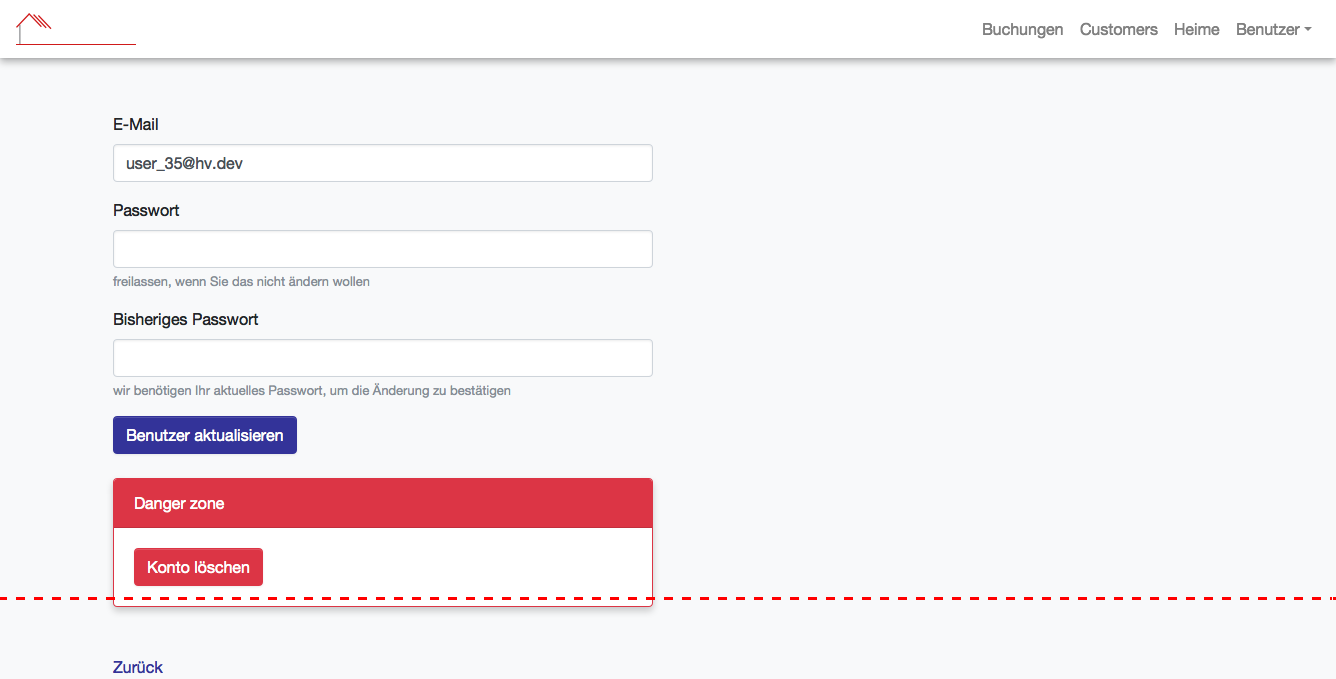 Buchungen Customers Heime Benutzer
E-Mail
user_35@hv.dev
Passwort
freilassen, wenn Sie das nicht ändern wollen
Bisheriges Passwort
wir benötigen Ihr aktuelles Passwort, um die Änderung zu bestätigen
Benutzer aktualisieren
Danger zone
Konto löschen
Zurück